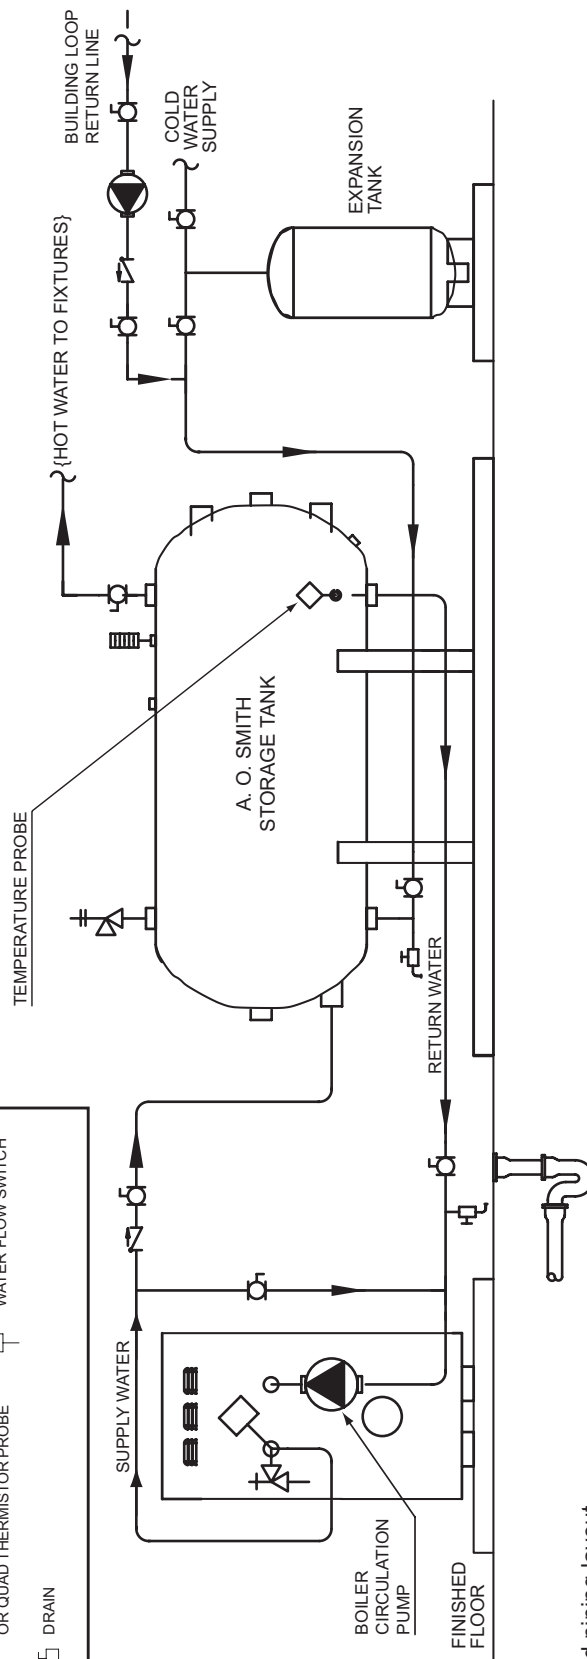 OR QUAD THERMISTOR PROBE
WATER FLOW SWITCH
DRAIN
TEMPERATURE PROBE
{HOT WATER TO FIXTURES}
BUILDING LOOP
RETURN LINE
COLD
WATER
SUPPLY
SUPPLY WATER
A. O. SMITH
STORAGE TANK
EXPANSION
TANK
BOILER
CIRCULATION
PUMP
RETURN WATER
FINISHED
FLOOR
piping layout